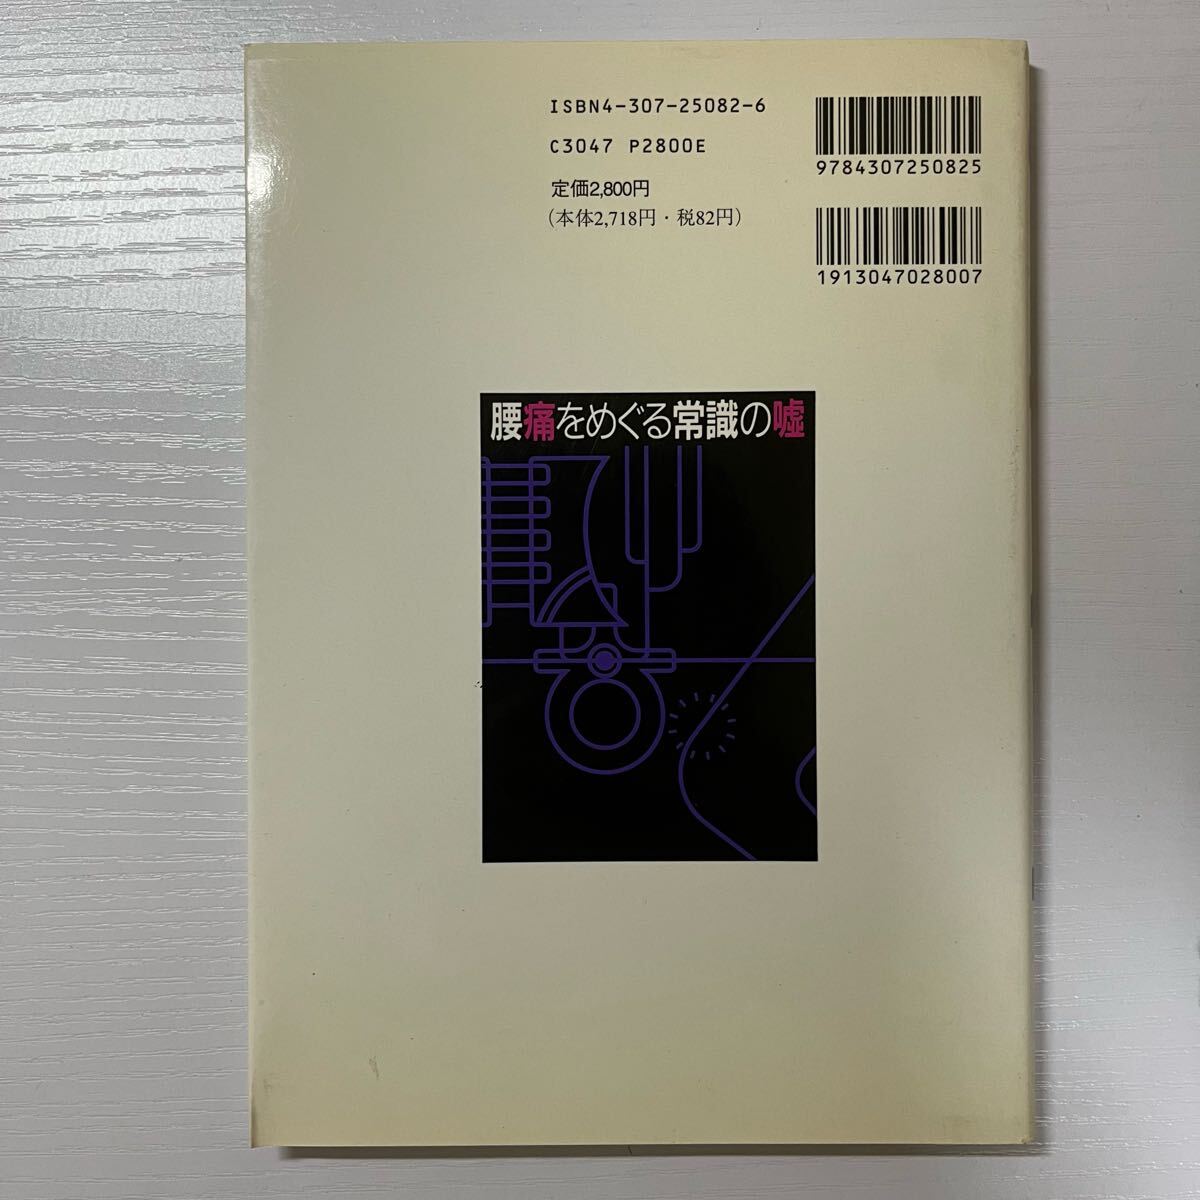 ISBN4-307-25082-6
C3047 P2800E
定価2,800円
(本体2,718円・税82円)
9784307250825
1913047028007
腰痛をめぐる常識の嘘